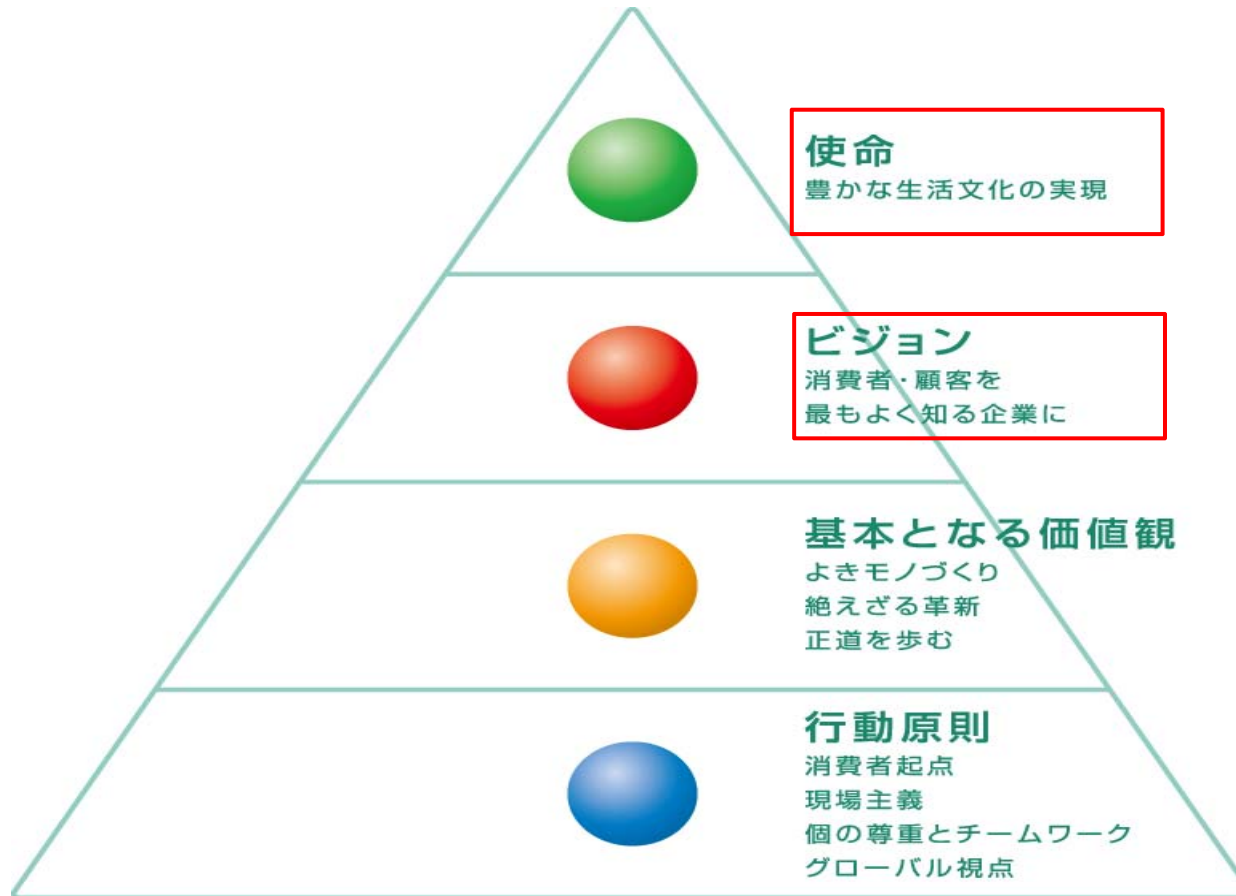 使命
豊かな生活文化の実現
ビジョン
消費者・顧客を
最もよく知る企業に
基本となる価値観
よきモノづくり
絶えざる革新
正道を歩む
行動原則
消費者起点
現場主義
個の尊重とチームワーク
グローバル視点